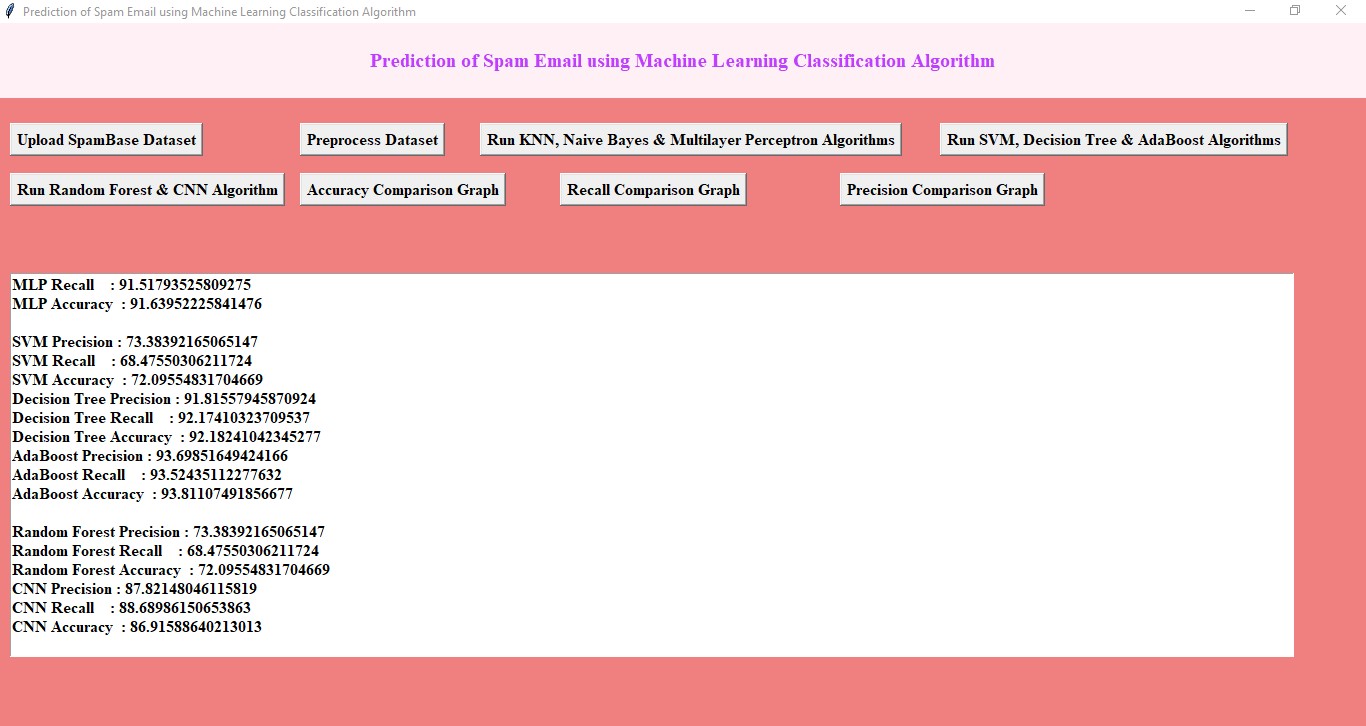 Prediction of Spam Email using Machine Learning Classification Algorithm
Prediction of Spam Email using Machine Learning Classification Algorithm
Upload SpamBase Dataset
Preprocess Dataset
Run KNN, Naive Bayes & Multilayer Perceptron Algorithms
Run SVM, Decision Tree & AdaBoost Algorithms
Run Random Forest & CNN Algorithm
Accuracy Comparison Graph
Recall Comparison Graph
Precision Comparison Graph
MLP Recall : 91.51793525809275
MLP Accuracy : 91.63952225841476
SVM Precision : 73.38392165065147
SVM Recall : 68.47550306211724
SVM Accuracy : 72.09554831704669
Decision Tree Precision : 91.81557945870924
Decision Tree Recall : 92.17410323709537
Decision Tree Accuracy : 92.18241042345277
AdaBoost Precision : 93.69851649424166
AdaBoost Recall : 93.52435112277632
AdaBoost Accuracy : 93.81107491856677
Random Forest Precision : 73.38392165065147
Random Forest Recall : 68.47550306211724
Random Forest Accuracy : 72.09554831704669
CNN Precision : 87.82148046115819
CNN Recall : 88.68986150653863
CNN Accuracy : 86.91588640213013